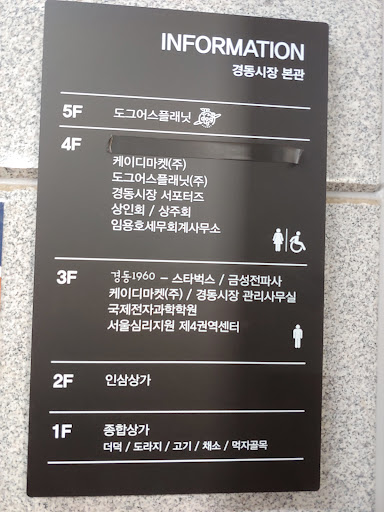 INFORMATION
경동시장 본관
5F 도그어스플래닛
4F
케이디마켓(주)
도그어스플래닛(주)
경동시장 서포터즈
상인회 / 상주회
임용호세무회계사무소
3F 경동1960 – 스타벅스 / 금성전파사
케이디마켓(주) / 경동시장 관리사무실
국제전자과학학원
서울심리지원 제4권역센터
2F 인삼상가
1F 종합상가
더덕 / 도라지 / 고기 / 채소 / 먹자골목